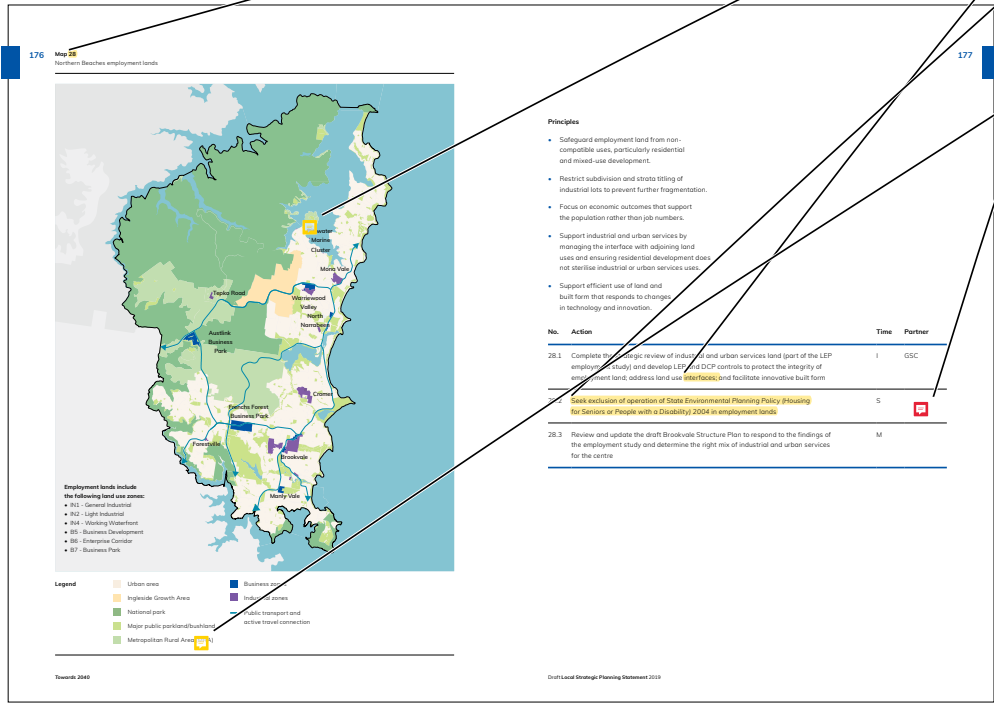 176
Map 28
Northern Beaches employment lands
water
Marine
Cluster
Mona Vale
Tepko Road
Warriewood
Valley
North
Narrabeen
Austlink
Business
Park
Cromer
Frenchs Forest
Business Park
Forestville
Brookvale
Manly Vale
Employment lands include
the following land use zones:
• IN1 - General Industrial
• IN2 - Light Industrial
• IN4 - Working Waterfront
• B5 - Business Development
• B6 - Enterprise Corridor
• B7 - Business Park
Legend
Urban area
Ingleside Growth Area
National park
Major public parkland/bushland
Metropolitan Rural Area
Business zones
Industrial zones
Public transport and
active travel connection
Towards 2040
177
Principles
• Safeguard employment land from non-
compatible uses, particularly residential
and mixed-use development.
• Restrict subdivision and strata titling of
industrial lots to prevent further fragmentation.
• Focus on economic outcomes that support
the population rather than job numbers.
• Support industrial and urban services by
managing the interface with adjoining land
uses and ensuring residential development does
not sterilise industrial or urban services uses.
• Support efficient use of land and
built form that responds to changes
in technology and innovation.
No. Action Time Partner
28.1 Complete the strategic review of industrial and urban services land (part of the LEP I GSC
employment study) and develop LEP and DCP controls to protect the integrity of
employment land; address land use interfaces; and facilitate innovative built form
28.2 Seek exclusion of operation of State Environmental Planning Policy (Housing S
for Seniors or People with a Disability) 2004 in employment lands
28.3 Review and update the draft Brookvale Structure Plan to respond to the findings of M
the employment study and determine the right mix of industrial and urban services
for the centre
Draft Local Strategic Planning Statement 2019